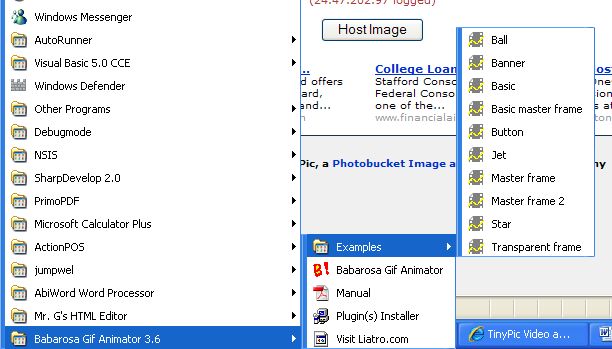 Windows Messenger
AutoRunner
Visual Basic 5.0 CCE
Windows Defender
Other Programs
Debugmode
NSIS
SharpDevelop 2.0
PrimoPDF
Microsoft Calculator Plus
ActionPOS
jumpwel
AbiWord Word Processor
Mr. G's HTML Editor
Babarosa Gif Animator 3.6
Examples
Babarosa Gif Animator
Manual
Plugin(s) Installer
Visit Liatro.com
Ball
Banner
Basic
Basic master frame
Button
Jet
Master frame
Master frame 2
Star
Transparent frame
(24.47.202.97 logged)
Host Image
...
d offers
ard,
and...
College Loan
Stafford Conso
Federal Conso
one of the...
www.financialai
Pic, a Photobucket Image a
ny
TinyPic Video a...